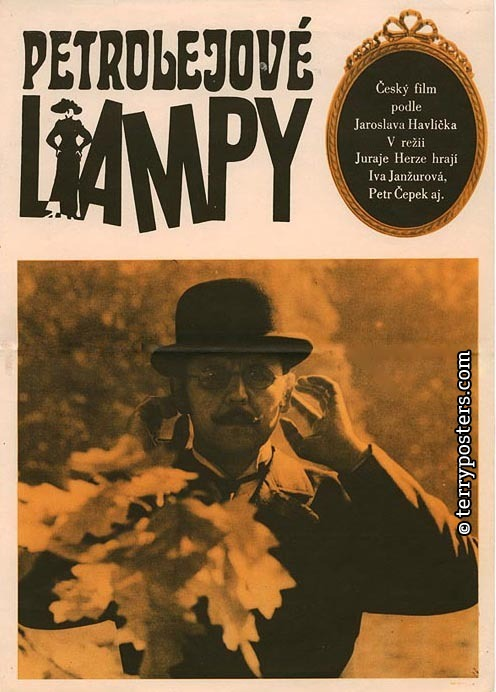 PETROLEJOVÉ
LAMPY
Český film
podle
Jaroslava Havlíčka
V režii
Juraje Herze hrají
Iva Janžurová,
Petr Čepek aj.
© terryposters.com